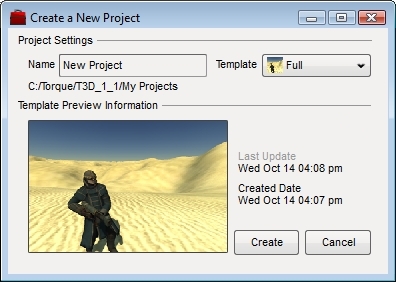 Create a New Project
Project Settings
Name New Project Template Full
C:/Torque/T3D_1_1/My Projects
Template Preview Information
Last Update
Wed Oct 14 04:08 pm
Created Date
Wed Oct 14 04:07 pm
Create Cancel